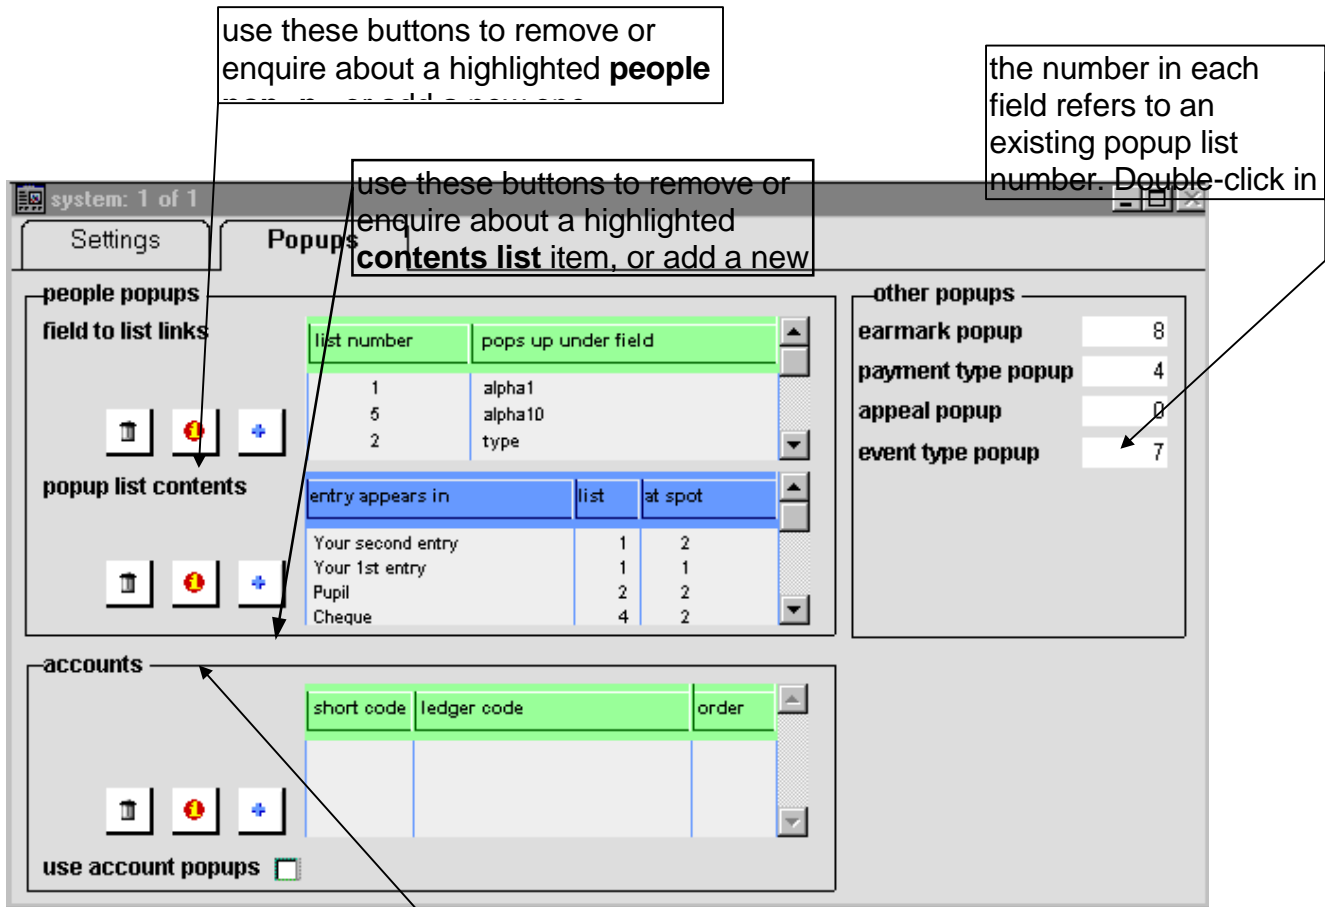 use these buttons to remove or
enquire about a highlighted people
popup, or add a new one
the number in each
field refers to an
existing popup list
number. Double-click in
use these buttons to remove or
enquire about a highlighted
contents list item, or add a new
system: 1 of 1
Settings
Popups
people popups
field to list links
list number pops up under field
1 alpha1
5 alpha10
2 type
popup list contents
entry appears in list at spot
Your second entry 1 2
Your 1st entry 1 1
Pupil 2 2
Cheque 4 2
other popups
earmark popup 8
payment type popup 4
appeal popup 0
event type popup 7
accounts
short code ledger code order
use account popups